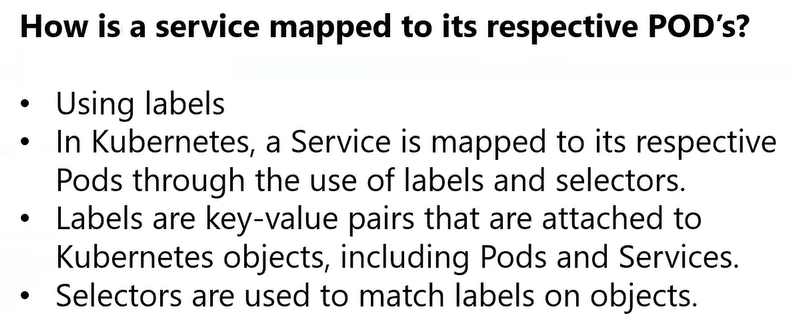 How is a service mapped to its respective POD's?
• Using labels
• In Kubernetes, a Service is mapped to its respective
Pods through the use of labels and selectors.
• Labels are key-value pairs that are attached to
Kubernetes objects, including Pods and Services.
• Selectors are used to match labels on objects.